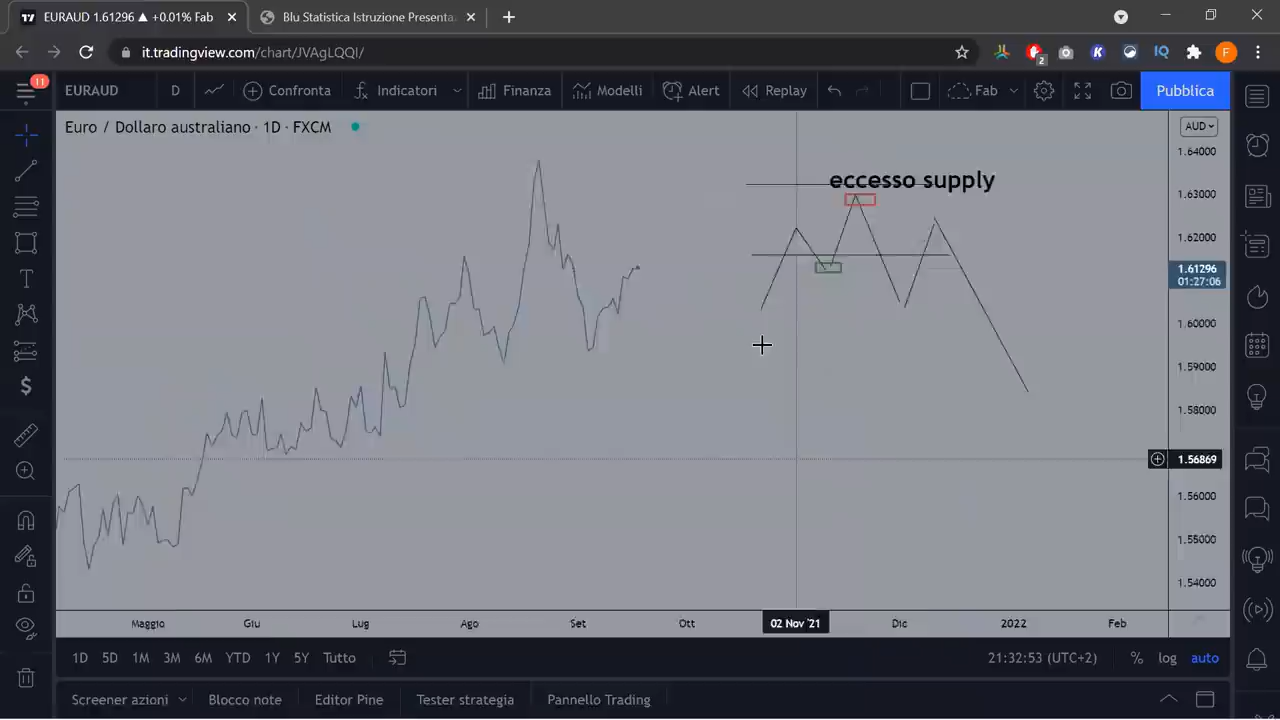 EURAUD 1.61296 ▲ +0.01% Fab
Blu Statistica Istruzione Presenta
it.tradingview.com/chart/JVAgLQQI/
2
K
IQ
F
11
EURAUD
D
Confronta
Indicatori
Finanza
Modelli
Alert
Replay
Fab
Pubblica
Euro / Dollaro australiano · 1D · FXCM
AUD
eccesso supply
1.64000
1.63000
1.62000
1.61296
01:27:06
1.60000
1.59000
1.58000
1.56869
1.56000
1.55000
1.54000
Maggio
Giu
Lug
Ago
Set
Ott
02 Nov '21
Dic
2022
Feb
1D 5D 1M 3M 6M YTD 1Y 5Y Tutto
21:32:53 (UTC+2)
% log auto
Screener azioni
Blocco note
Editor Pine
Tester strategia
Pannello Trading